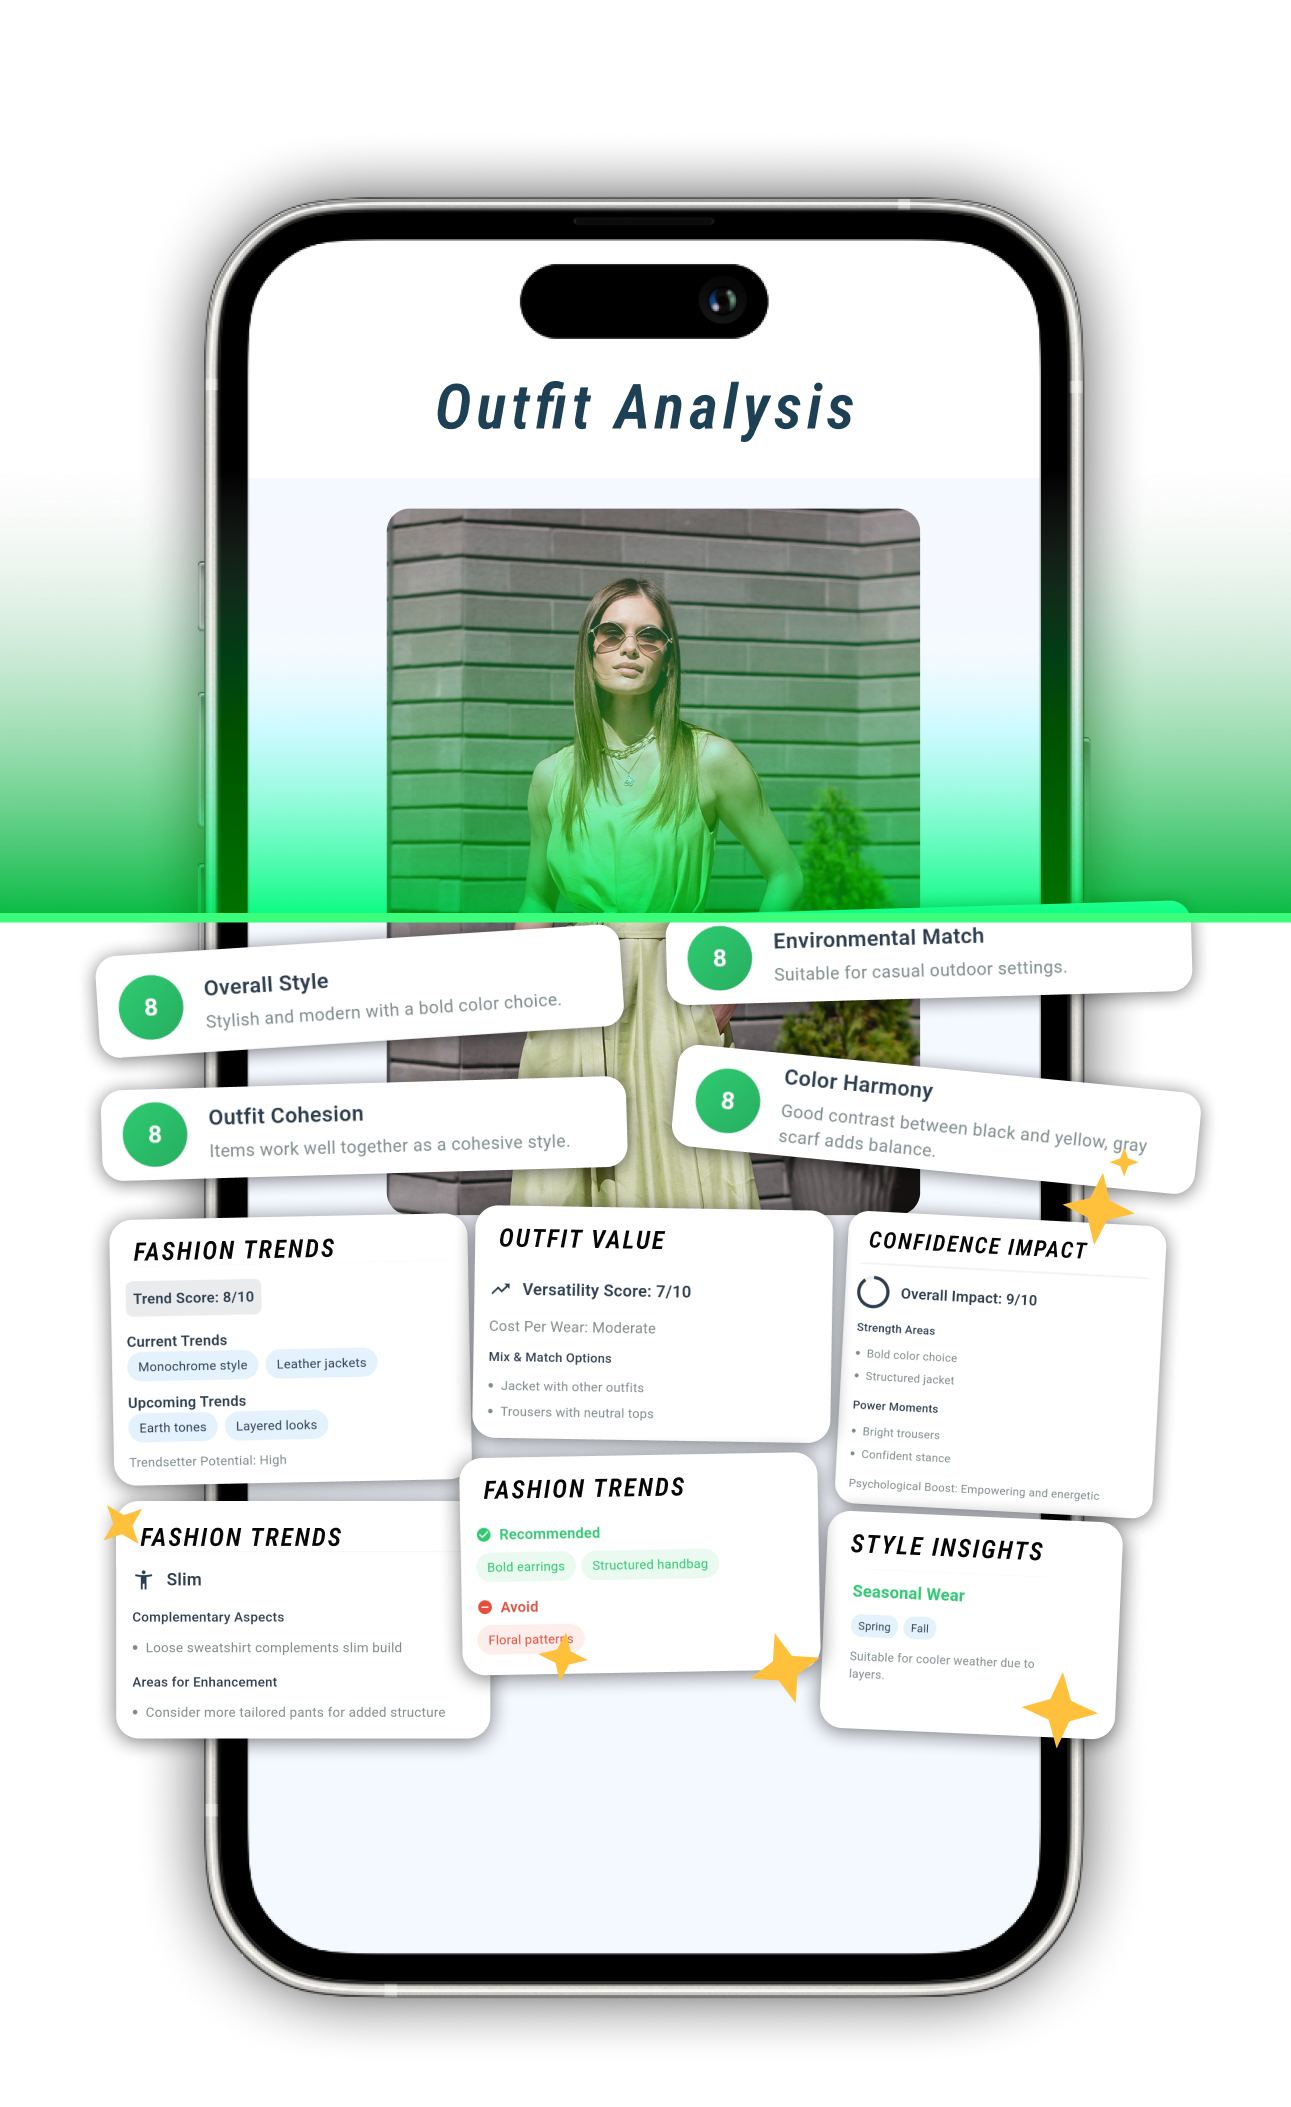 Outfit Analysis
8
Environmental Match
Suitable for casual outdoor settings.
8
Overall Style
Stylish and modern with a bold color choice.
8
Color Harmony
Good contrast between black and yellow, gray
scarf adds balance.
8
Outfit Cohesion
Items work well together as a cohesive style.
FASHION TRENDS
Trend Score: 8/10
Current Trends
Monochrome style
Leather jackets
Upcoming Trends
Earth tones
Layered looks
Trendsetter Potential: High
OUTFIT VALUE
Versatility Score: 7/10
Cost Per Wear: Moderate
Mix & Match Options
• Jacket with other outfits
• Trousers with neutral tops
CONFIDENCE IMPACT
Overall Impact: 9/10
Strength Areas
• Bold color choice
• Structured jacket
Power Moments
• Bright trousers
• Confident stance
Psychological Boost: Empowering and energetic
FASHION TRENDS
Slim
Complementary Aspects
• Loose sweatshirt complements slim build
Areas for Enhancement
• Consider more tailored pants for added structure
FASHION TRENDS
Recommended
Bold earrings
Structured handbag
Avoid
Floral patterns
STYLE INSIGHTS
Seasonal Wear
Spring
Fall
Suitable for cooler weather due to
layers.